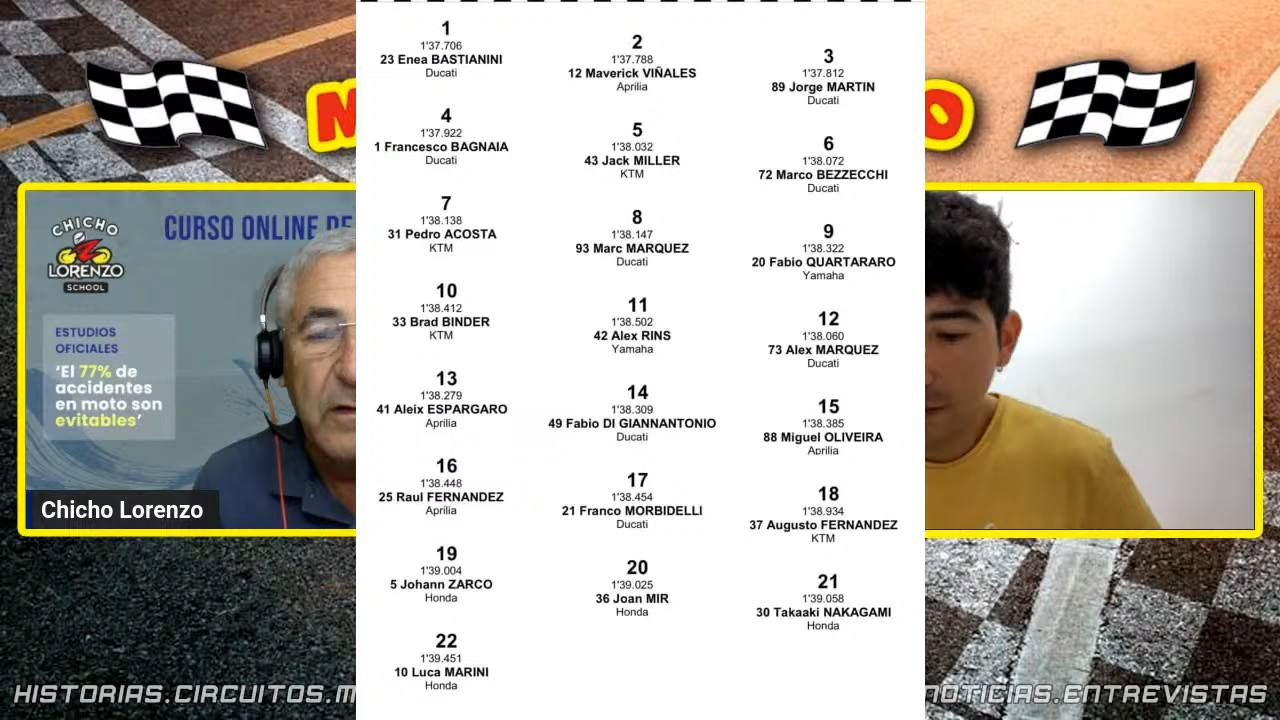 1
1'37.706
23 Enea BASTIANINI
Ducati
2
1'37.788
12 Maverick VIÑALES
Aprilia
3
1'37.812
89 Jorge MARTIN
Ducati
4
1'37.922
1 Francesco BAGNAIA
Ducati
5
1'38.032
43 Jack MILLER
KTM
6
1'38.072
72 Marco BEZZECCHI
Ducati
7
1'38.138
31 Pedro ACOSTA
KTM
8
1'38.147
93 Marc MARQUEZ
Ducati
9
1'38.322
20 Fabio QUARTARARO
Yamaha
10
1'38.412
33 Brad BINDER
KTM
11
1'38.502
42 Alex RINS
Yamaha
12
1'38.060
73 Alex MARQUEZ
Ducati
13
1'38.279
41 Aleix ESPARGARO
Aprilia
14
1'38.309
49 Fabio DI GIANNANTONIO
Ducati
15
1'38.385
88 Miguel OLIVEIRA
Aprilia
16
1'38.448
25 Raul FERNANDEZ
Aprilia
17
1'38.454
21 Franco MORBIDELLI
Ducati
18
1'38.934
37 Augusto FERNANDEZ
KTM
19
1'39.004
5 Johann ZARCO
Honda
20
1'39.025
36 Joan MIR
Honda
21
1'39.058
30 Takaaki NAKAGAMI
Honda
22
1'39.451
10 Luca MARINI
Honda
M
O
CHICHO
LORENZO
SCHOOL
CURSO ONLINE DE
ESTUDIOS
OFICIALES
'El 77% de
accidentes
en moto son
evitables'
Chicho Lorenzo
HISTORIAS.CIRCUITOS.M
NOTICIAS.ENTREVISTAS